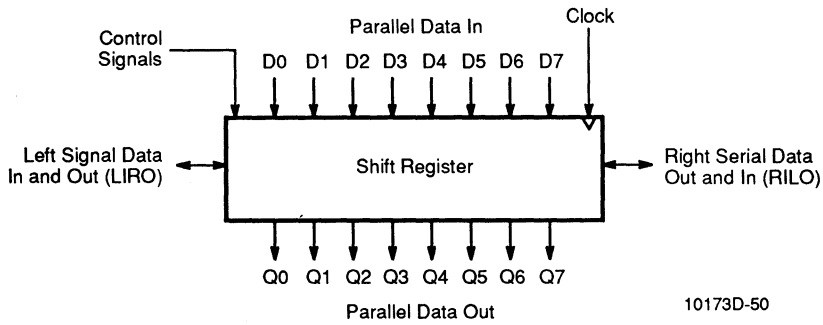 Clock
Parallel Data In
Control
Signals
D0 D1 D2 D3 D4 D5 D6 D7
Left Signal Data
In and Out (LIRO)
Shift Register
Right Serial Data
Out and In (RILO)
Q0 Q1 Q2 Q3 Q4 Q5 Q6 Q7
Parallel Data Out
10173D-50